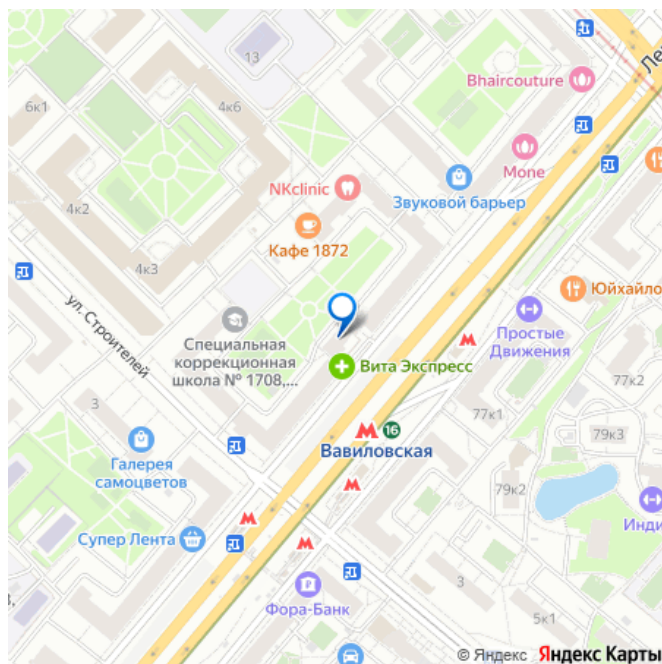 13
Ле
Bhaircouture
6к1
4к6
Mone
NKclinic
Звуковой барьер
4к2
Кафе 1872
4к3
Юйхайло
ул. Строителей
Специальная
коррекционная
школа № 1708,...
Простые
Движения
Вита Экспресс
77к2
3
77к1
16
Вавиловская
79к3
Галерея
самоцветов
79к2
Инди
Супер Лента
3
Фора-Банк
5к1
© Яндекс Яндекс Карты